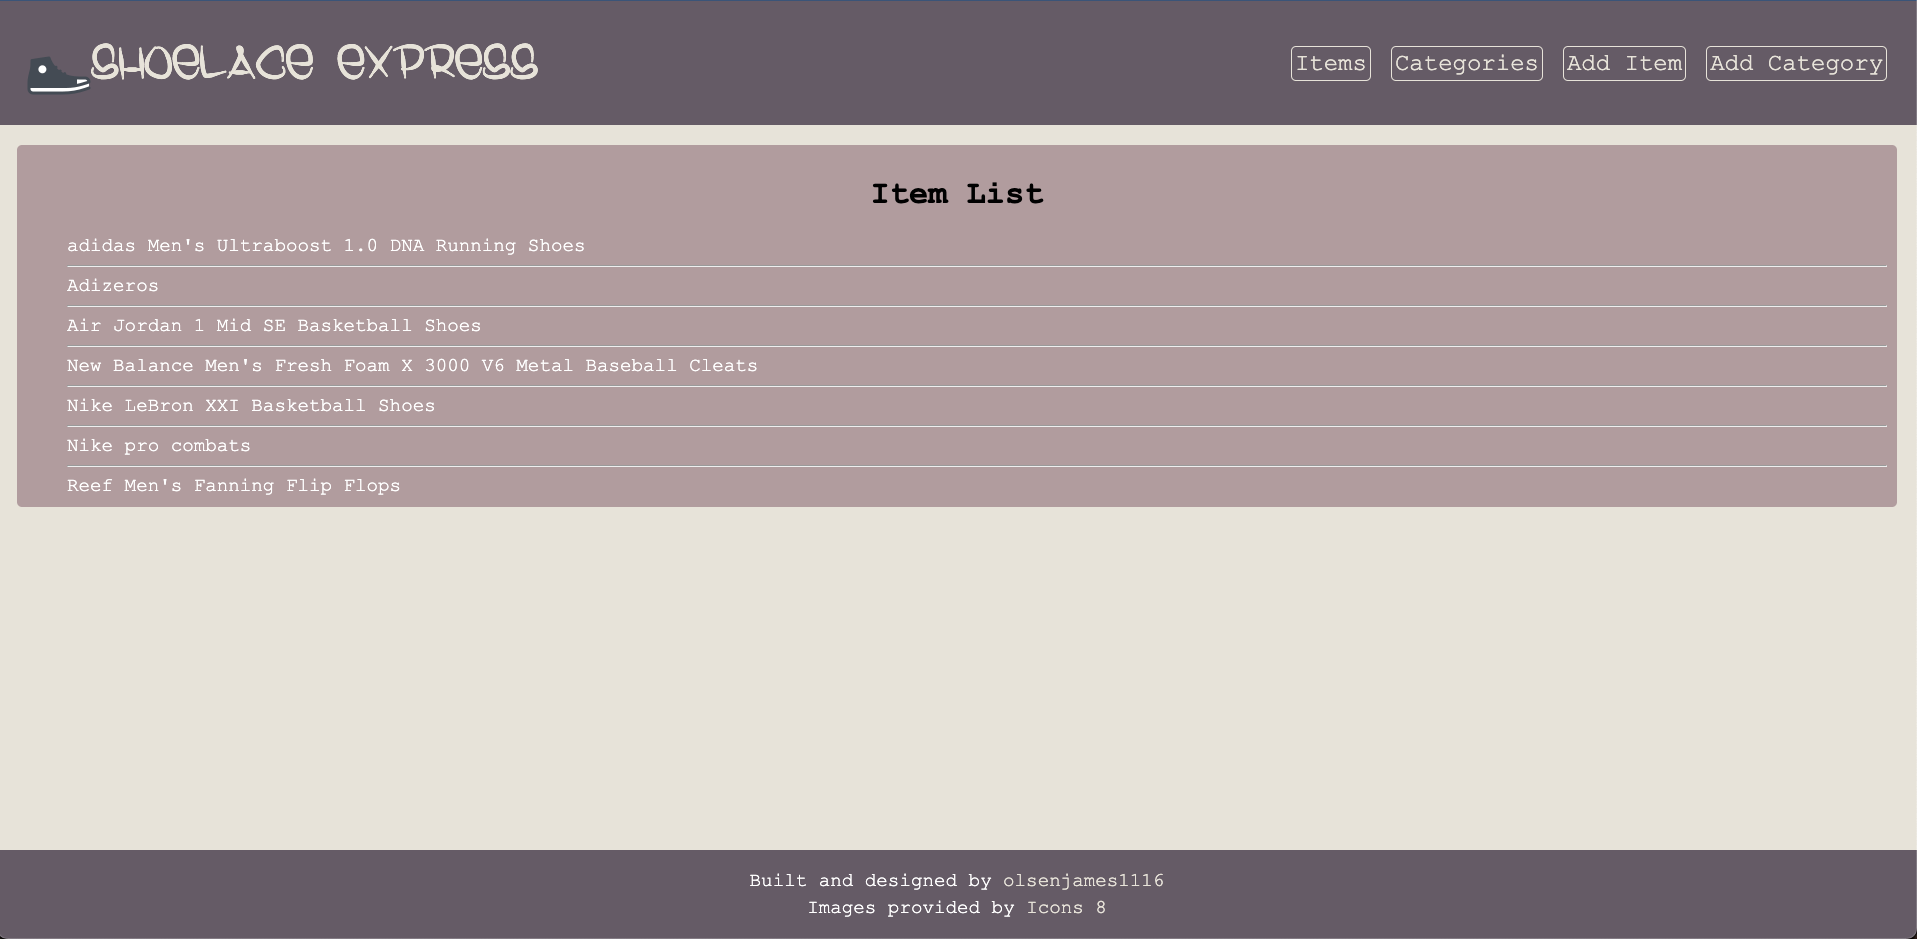 SHOELACE EXPRESS
Items Categories Add Item Add Category
Item List
adidas Men's Ultraboost 1.0 DNA Running Shoes
Adizeros
Air Jordan 1 Mid SE Basketball Shoes
New Balance Men's Fresh Foam X 3000 V6 Metal Baseball Cleats
Nike LeBron XXI Basketball Shoes
Nike pro combats
Reef Men's Fanning Flip Flops
Built and designed by olsenjames1116
Images provided by Icons 8